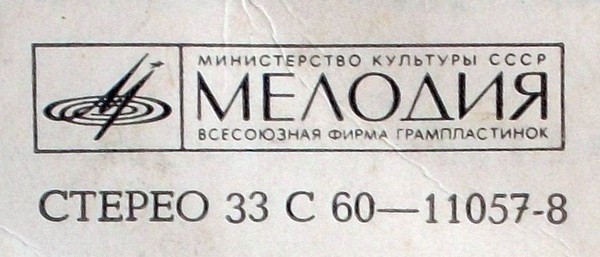 МИНИСТЕРСТВО КУЛЬТУРЫ СССР
МЕЛОДИЯ
ВСЕСОЮЗНАЯ ФИРМА ГРАМПЛАСТИНОК
СТЕРЕО 33 С 60—11057-8